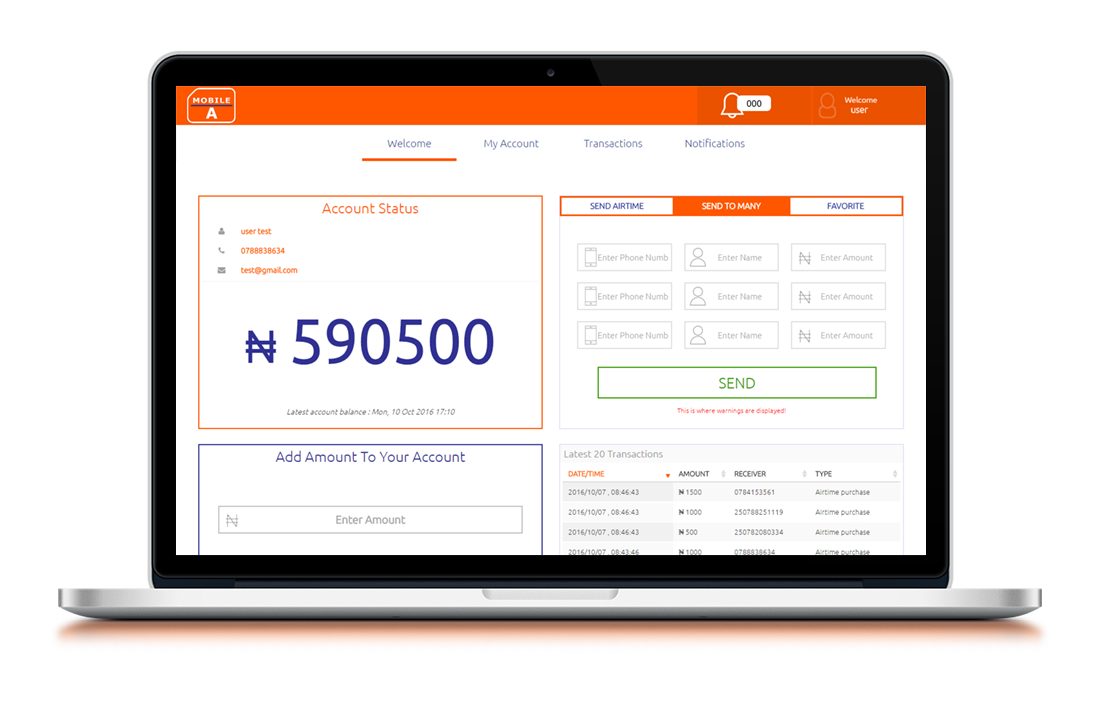 MOBILE
A
000
Welcome
user
Welcome
My Account
Transactions
Notifications
Account Status
user test
0788838634
test@gmail.com
₦ 590500
Latest account balance : Mon, 10 Oct 2016 17:10
SEND AIRTIME
SEND TO MANY
FAVORITE
Enter Phone Numb
Enter Name
₦ Enter Amount
Enter Phone Numb
Enter Name
₦ Enter Amount
Enter Phone Numb
Enter Name
₦ Enter Amount
SEND
This is where warnings are displayed!
Add Amount To Your Account
₦ Enter Amount
Latest 20 Transactions
DATE/TIME AMOUNT RECEIVER TYPE
2016/10/07 , 08:46:43 ₦ 1500 0784153561 Airtime purchase
2016/10/07 , 08:46:43 ₦ 1000 250788251119 Airtime purchase
2016/10/07 , 08:46:43 ₦ 500 250782080334 Airtime purchase
2016/10/07 , 08:43:46 ₦ 1000 0788838634 Airtime purchase